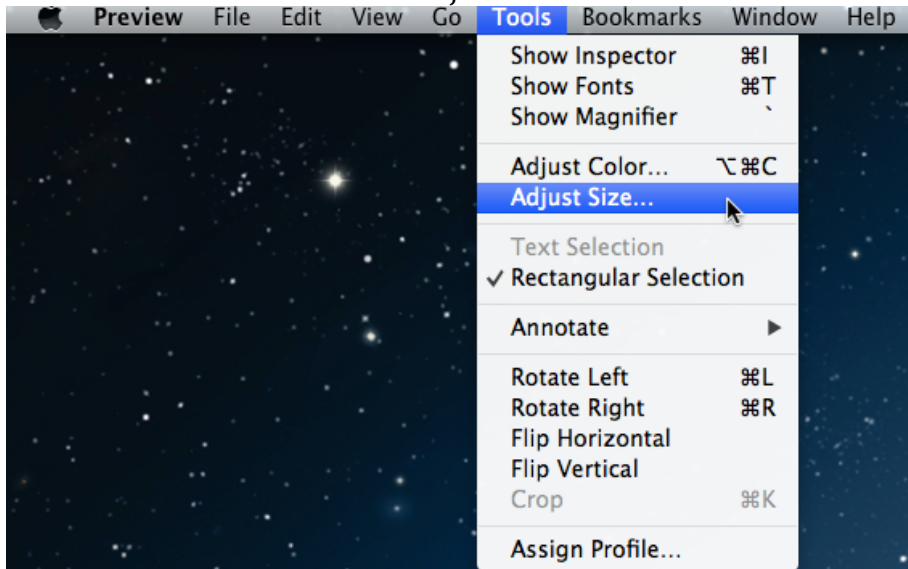 Preview File Edit View Go Tools Bookmarks Window Help
Show Inspector ⌘I
Show Fonts ⌘T
Show Magnifier `
Adjust Color... ⌥⌘C
Adjust Size...
Text Selection
✓ Rectangular Selection
Annotate ▶
Rotate Left ⌘L
Rotate Right ⌘R
Flip Horizontal
Flip Vertical
Crop ⌘K
Assign Profile...